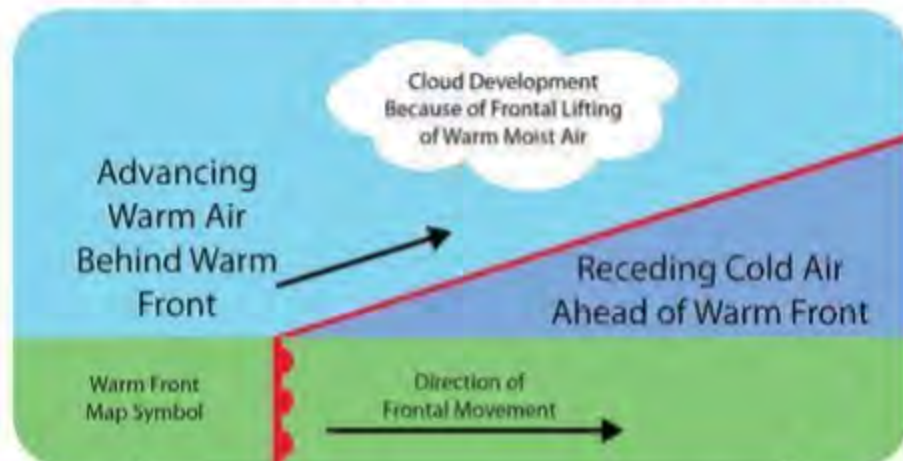 Cloud Development
Because of Frontal Lifting
of Warm Moist Air
Advancing
Warm Air
Behind Warm
Front
Receding Cold Air
Ahead of Warm Front
Warm Front
Map Symbol
Direction of
Frontal Movement